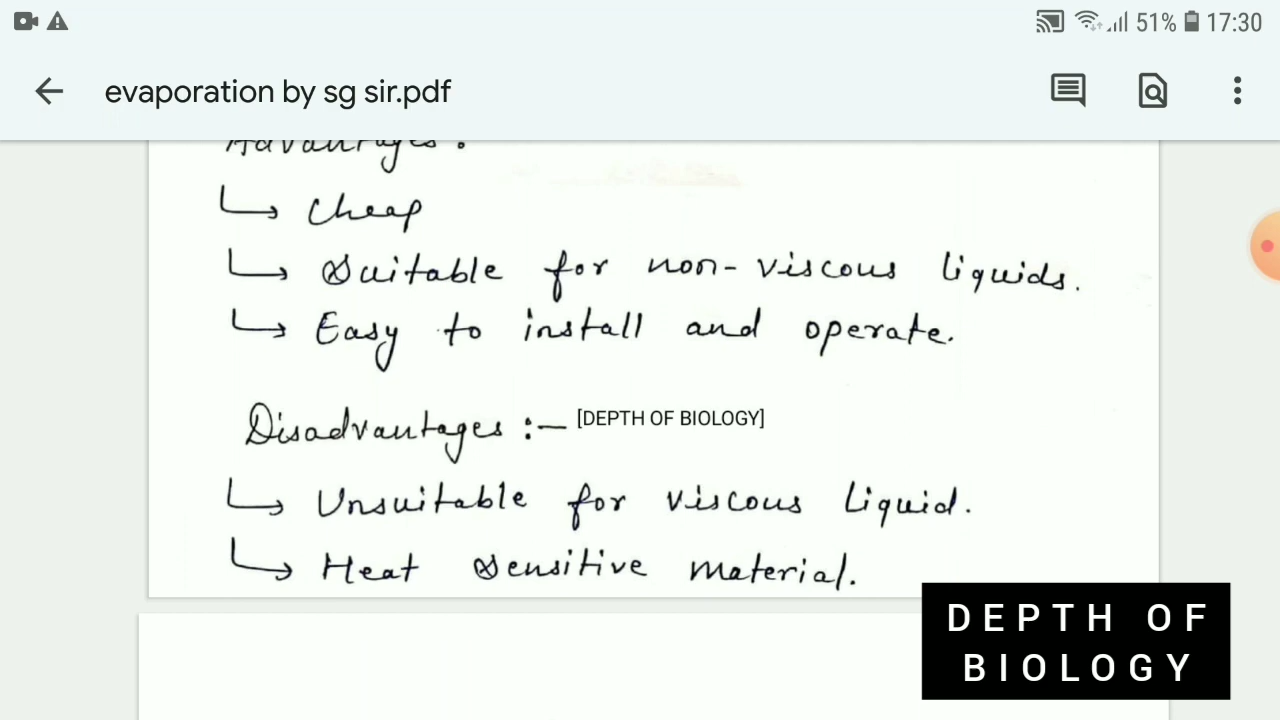 51% 17:30
evaporation by sg sir.pdf
Advantages :
↳ Cheap
↳ Suitable for non-viscous liquids.
↳ Easy to install and operate.
Disadvantages :— [DEPTH OF BIOLOGY]
↳ Unsuitable for viscous liquid.
↳ Heat sensitive material.
DEPTH OF
BIOLOGY